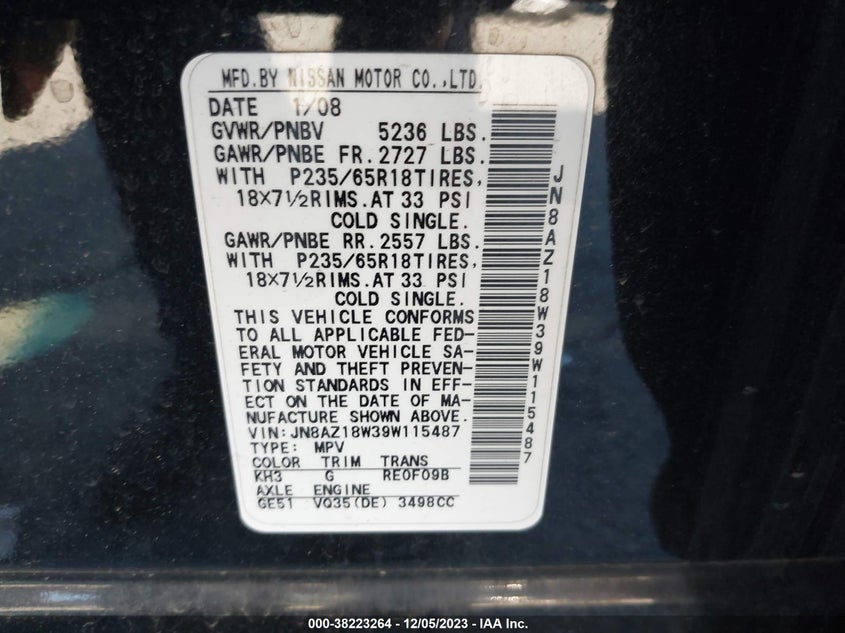 MFD.BY NISSAN MOTOR CO.,LTD.
DATE 1/08
GVWR/PNBV 5236 LBS.
GAWR/PNBE FR. 2727 LBS.
WITH P235/65R18TIRES,
18X7½RIMS.AT 33 PSI
COLD SINGLE.
GAWR/PNBE RR. 2557 LBS.
WITH P235/65R18TIRES,
18X7½RIMS.AT 33 PSI
COLD SINGLE.
THIS VEHICLE CONFORMS
TO ALL APPLICABLE FED-
ERAL MOTOR VEHICLE SA-
FETY AND THEFT PREVEN-
TION STANDARDS IN EFF-
ECT ON THE DATE OF MA-
NUFACTURE SHOWN ABOVE.
VIN:JN8AZ18W39W115487
TYPE: MPV
COLOR TRIM TRANS
KH3 G RE0F09B
AXLE ENGINE
GE51 VQ35(DE) 3498CC
JN8AZ18W39W115487
000-38223264 - 12/05/2023 - IAA Inc.